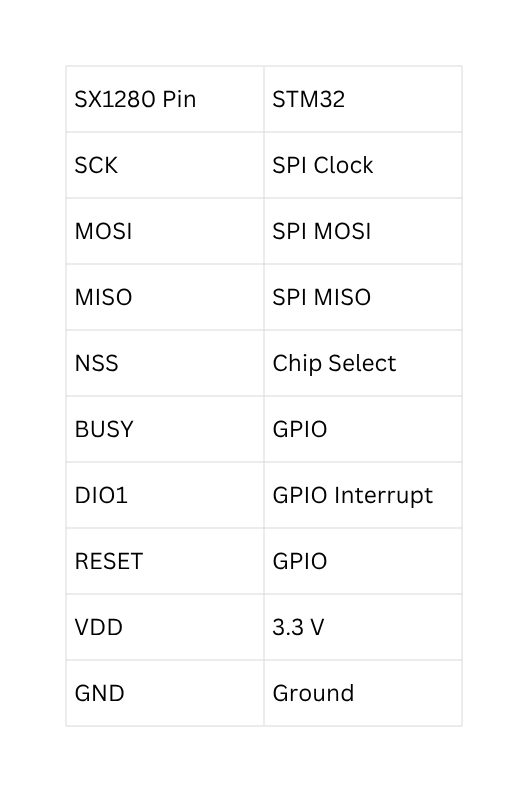 SX1280 Pin STM32
SCK SPI Clock
MOSI SPI MOSI
MISO SPI MISO
NSS Chip Select
BUSY GPIO
DIO1 GPIO Interrupt
RESET GPIO
VDD 3.3 V
GND Ground